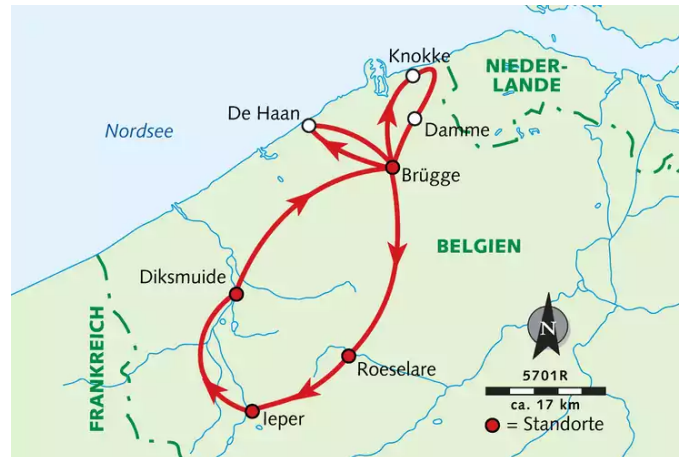 Knokke
NIEDER-
LANDE
De Haan
Damme
Nordsee
Brügge
BELGIEN
Diksmuide
FRANKREICH
N
Roeselare
5701R
ca. 17 km
Ieper
= Standorte